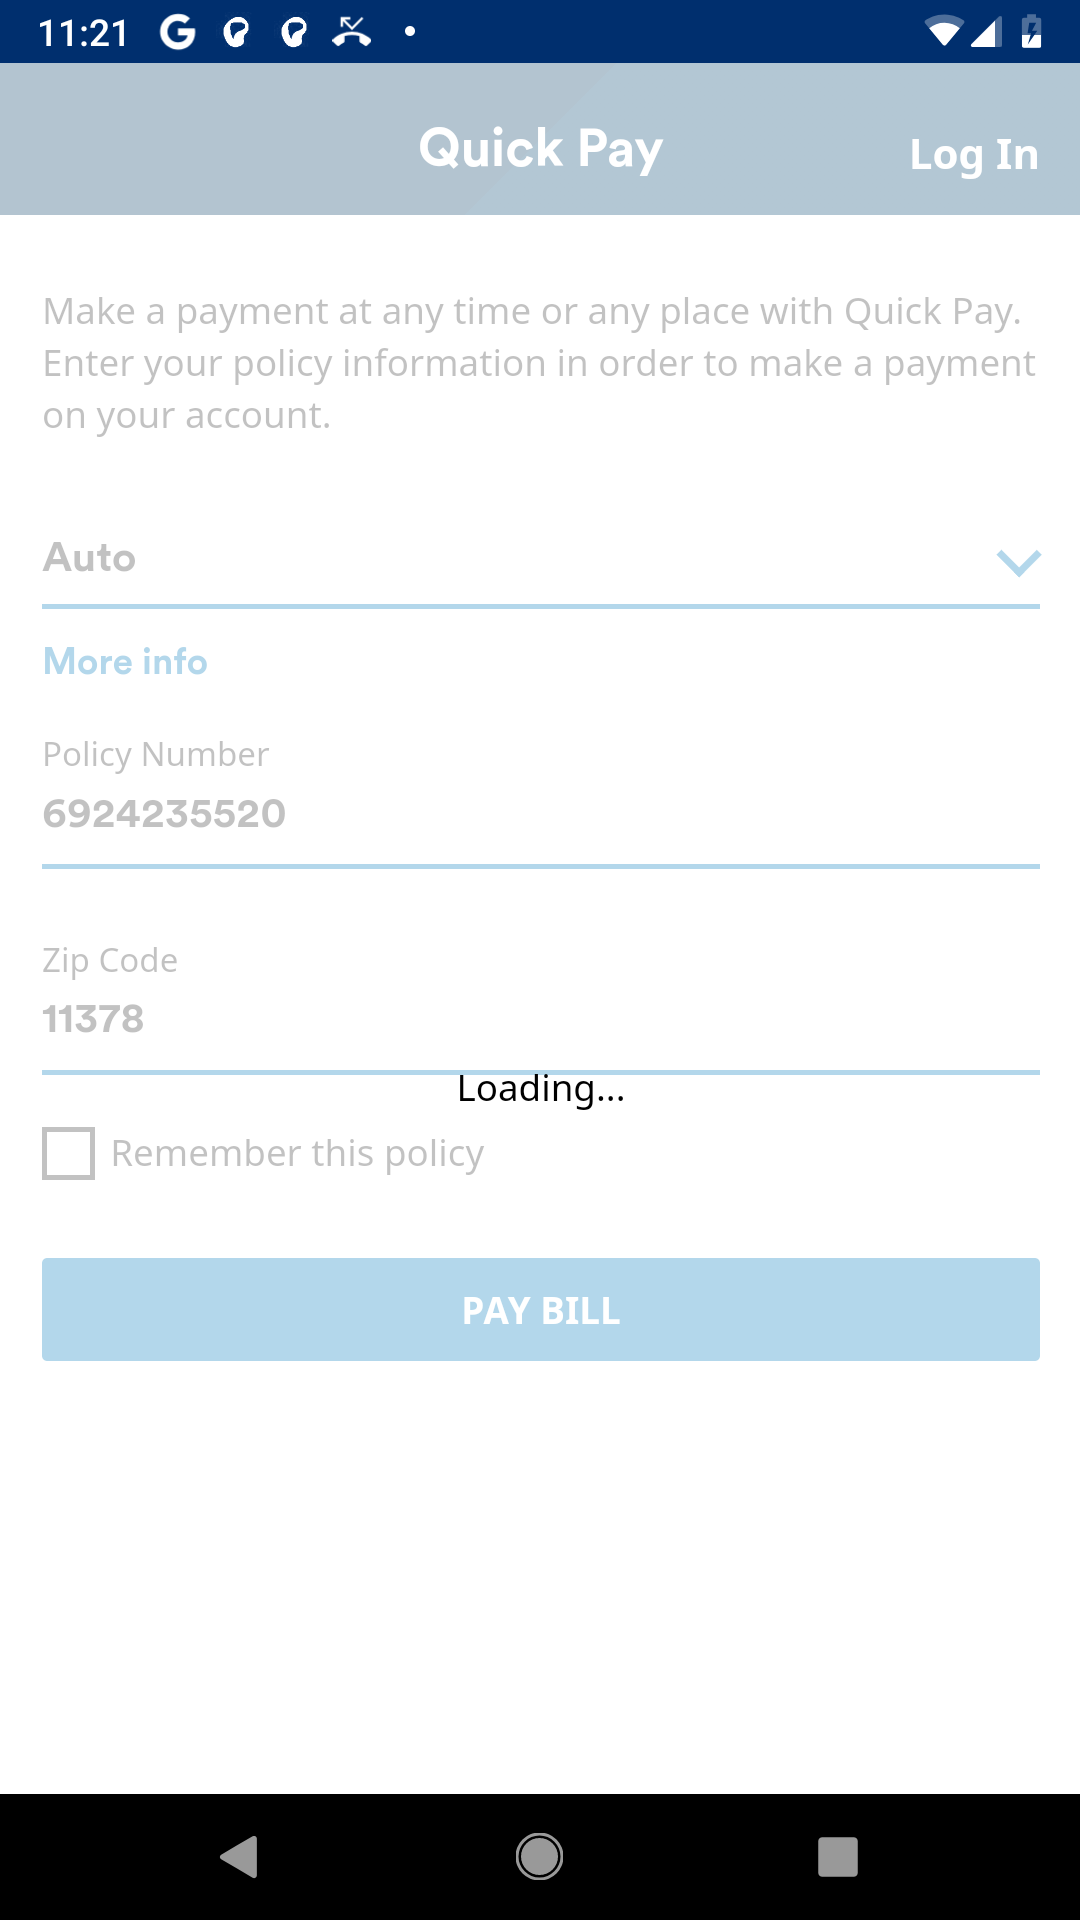 11:21
Quick Pay
Log In
Make a payment at any time or any place with Quick Pay.
Enter your policy information in order to make a payment
on your account.
Auto
More info
Policy Number
6924235520
Zip Code
11378
Loading...
Remember this policy
PAY BILL